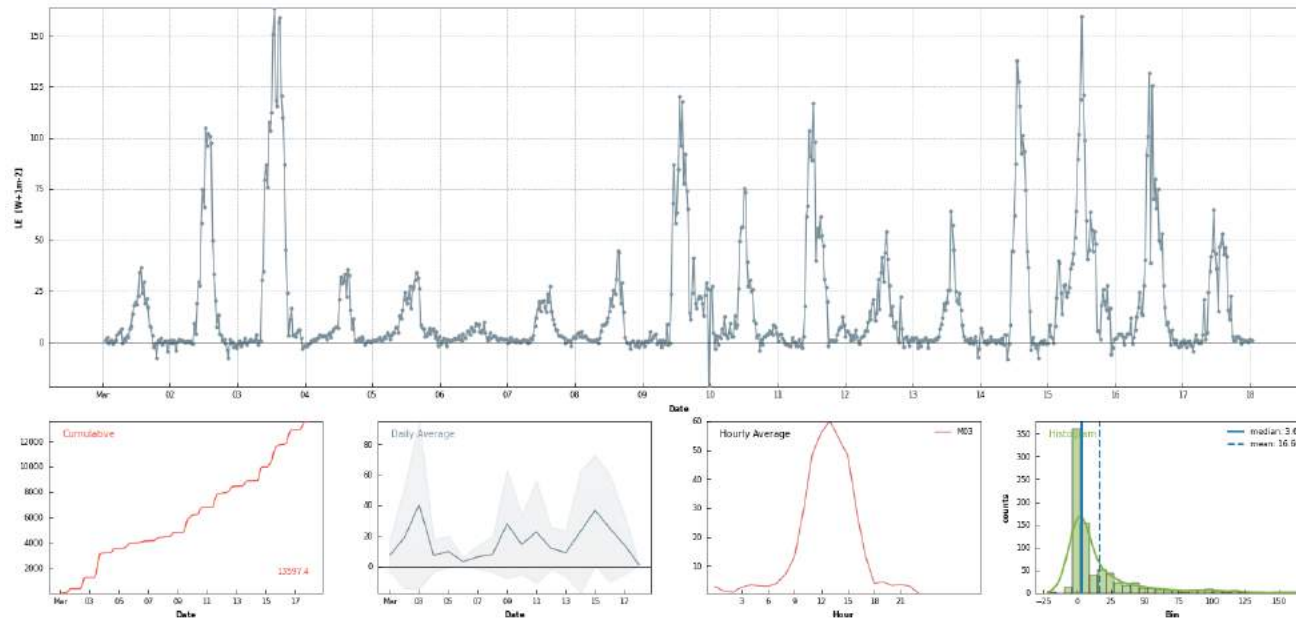 150
125
100
75
50
25
0
LE [W+1m-2]
Mar 02 03 04 05 06 07 08 09 10 11 12 13 14 15 16 17 18
Date
Cumulative
12000
10000
8000
6000
4000
2000
13597.4
Mar 03 05 07 09 11 13 15 17
Date
Daily Average
80
60
40
20
0
Mar 03 05 07 09 11 13 15 17
Date
Hourly Average
M03
60
50
40
30
20
10
3 6 9 12 15 18 21
Hour
Histogram
median: 3.6
mean: 16.6
350
300
250
200
150
100
50
0
counts
-25 0 25 50 75 100 125 150
Bin